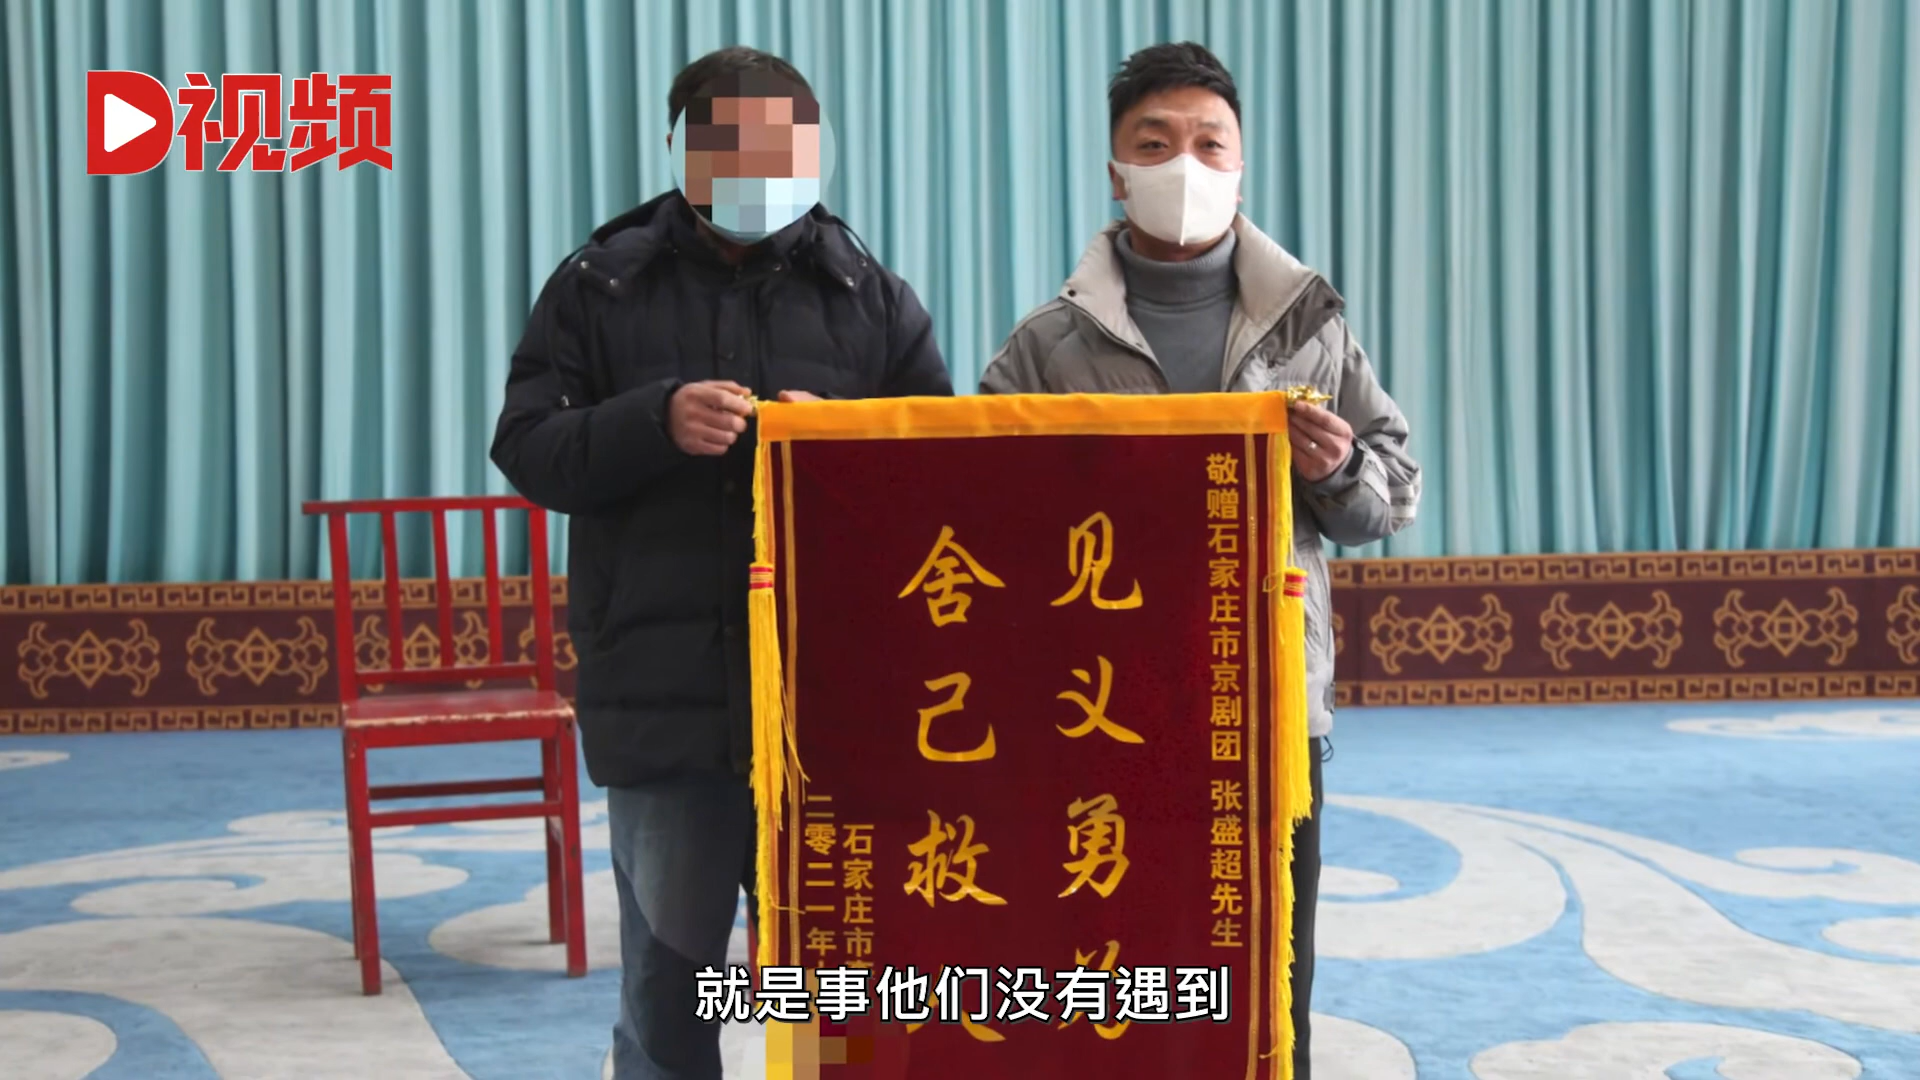 视频
敬赠石家庄市京剧团 张盛超先生
见义勇为
舍己救人
石家庄市
二零二一年
就是事他们没有遇到